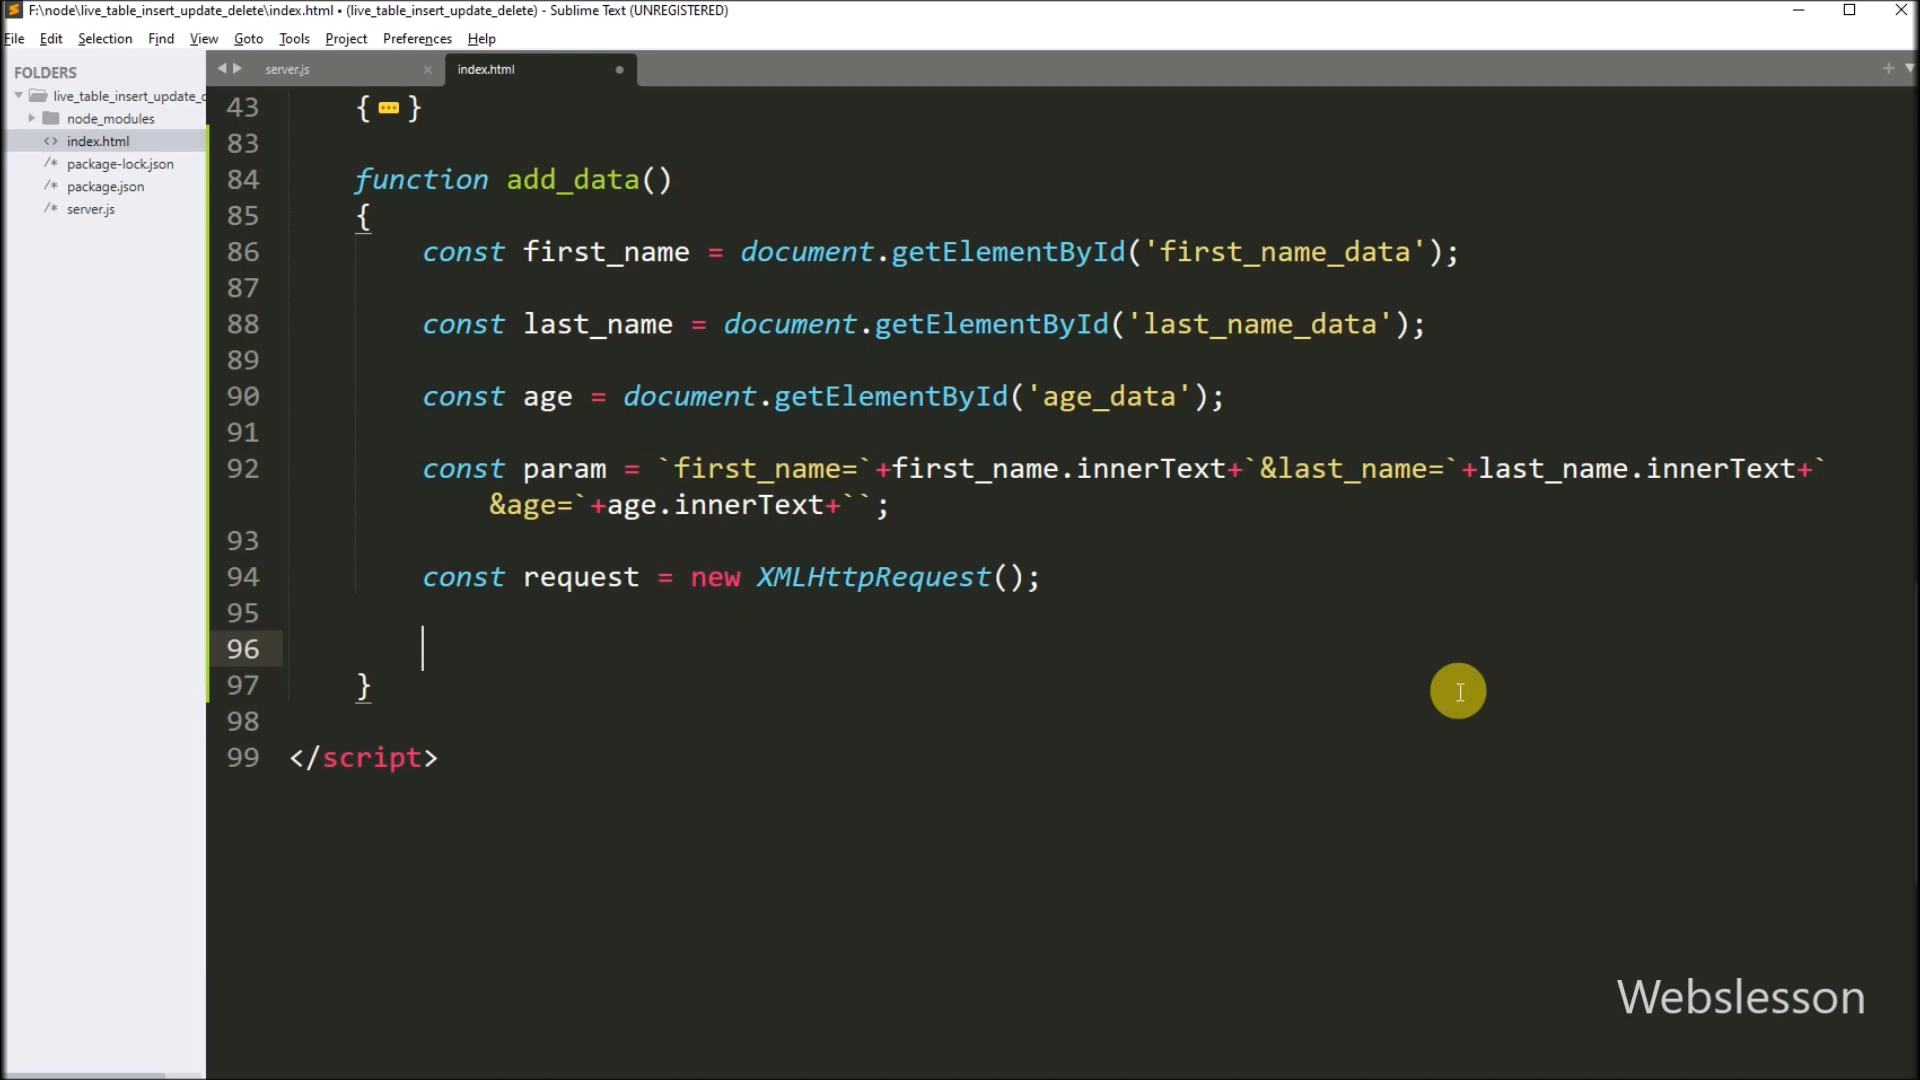 F:\node\live_table_insert_update_delete\index.html • (live_table_insert_update_delete) - Sublime Text (UNREGISTERED)
File Edit Selection Find View Goto Tools Project Preferences Help
FOLDERS
live_table_insert_update_c
node_modules
<> index.html
/* package-lock.json
/* package.json
/* server.js
server.js × index.html
43 { ... }
83
84 function add_data()
85 {
86 const first_name = document.getElementById('first_name_data');
87
88 const last_name = document.getElementById('last_name_data');
89
90 const age = document.getElementById('age_data');
91
92 const param = `first_name=`+first_name.innerText+`&last_name=`+last_name.innerText+`
&age=`+age.innerText+``;
93
94 const request = new XMLHttpRequest();
95
96
97 }
98
99 </script>
Webslesson